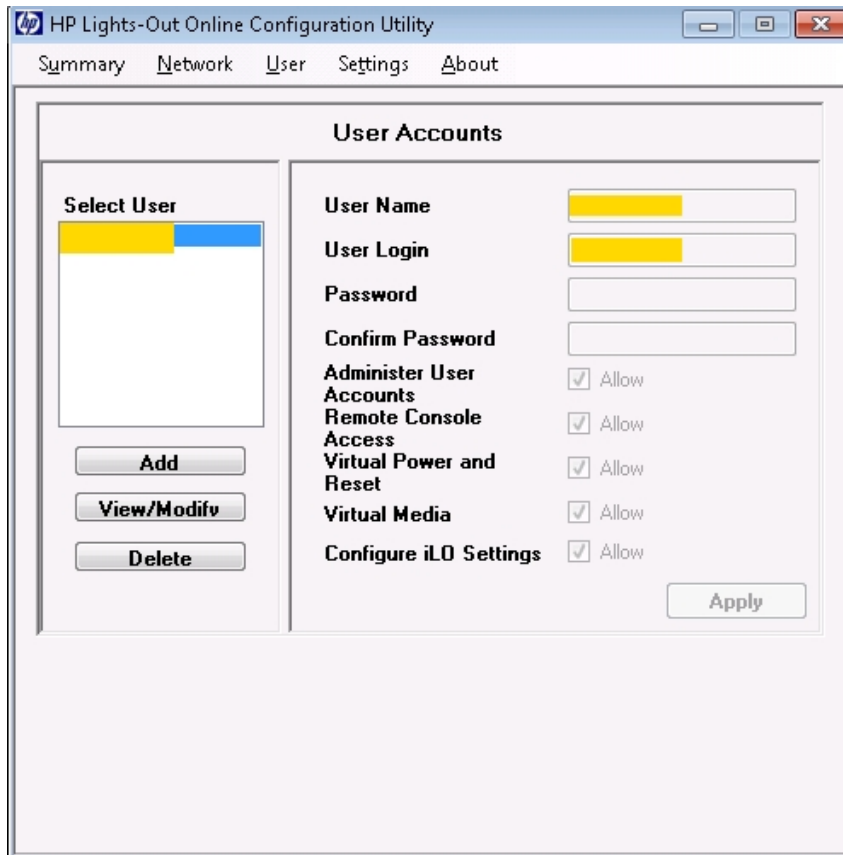 hp HP Lights-Out Online Configuration Utility
Summary Network User Settings About
User Accounts
Select User
Add
View/Modify
Delete
User Name
User Login
Password
Confirm Password
Administer User
Accounts
Allow
Remote Console
Access
Allow
Virtual Power and
Reset
Allow
Virtual Media
Allow
Configure iLO Settings
Allow
Apply